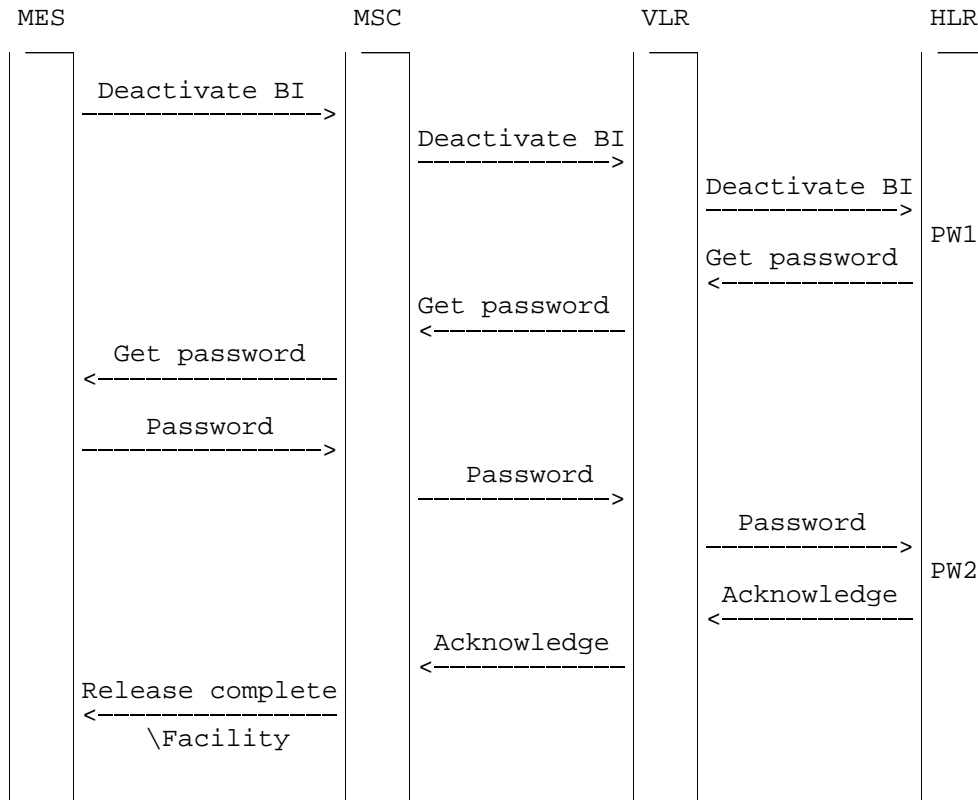 MES MSC VLR HLR
Deactivate BI
Deactivate BI
Deactivate BI
PW1
Get password
Get password
Get password
Password
Password
Password
PW2
Acknowledge
Acknowledge
Release complete
\Facility